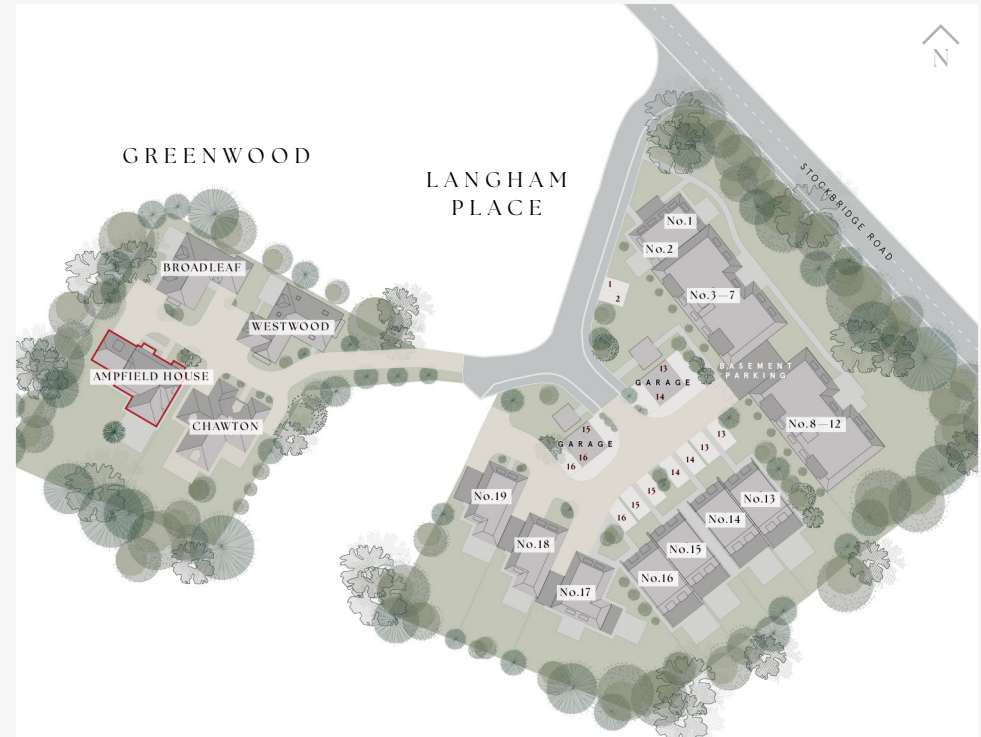 N
GREENWOOD
LANGHAM
PLACE
STOCKBRIDGE ROAD
BROADLEAF
WESTWOOD
AMPFIELD HOUSE
CHAWTON
No.1
No.2
No.3—7
1
2
13
GARAGE
14
BASEMENT
PARKING
No.8—12
15
GARAGE
16
16
13
13
14
14
15
15
16
No.13
No.14
No.15
No.16
No.17
No.18
No.19